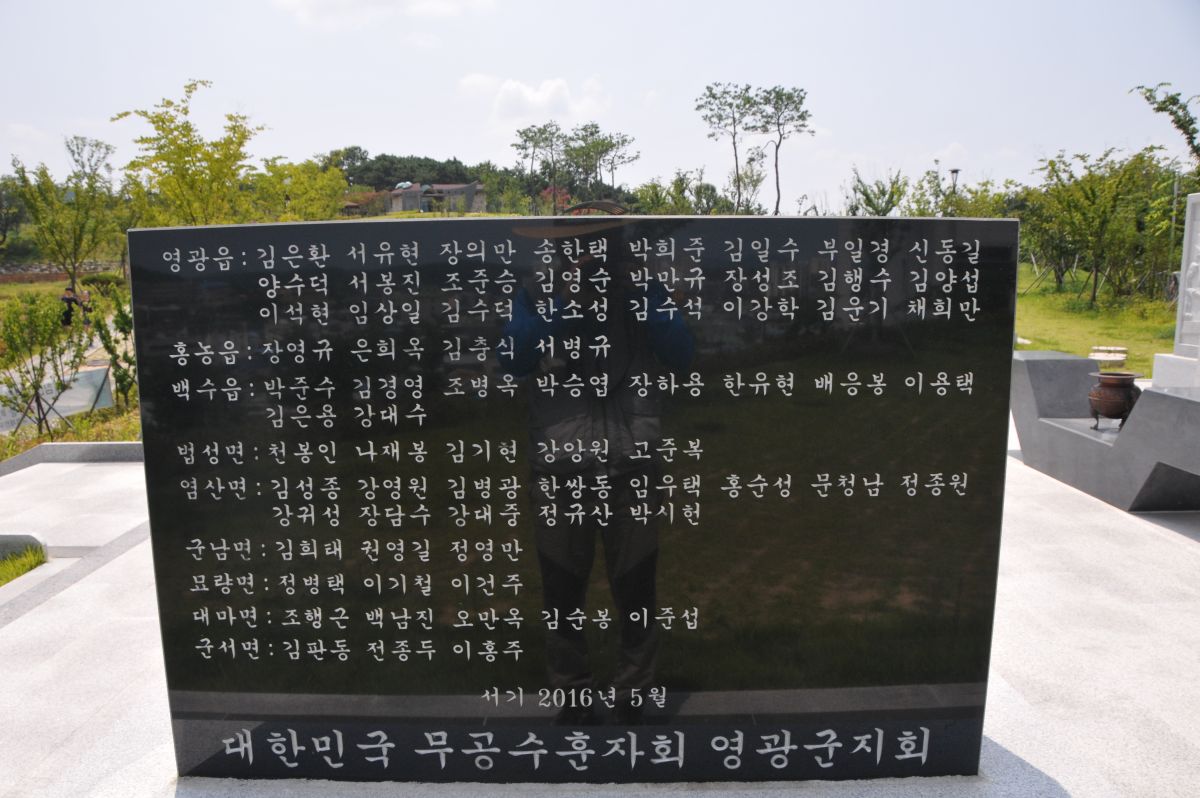 영광읍:김은환 서유현 장의만 송한택 박희준 김일수 부일경 신동길
양수덕 서봉진 조준승 김영순 박만규 장성조 김행수 김양섭
이석현 임상일 김수덕 한소성 김수석 이강학 김운기 채희만
홍농읍:장영규 은희옥 김충식 서병규
백수읍:박준수 김경영 조병옥 박승엽 장하용 한유현 배응봉 이용택
김은용 강대수
법성면:천봉인 나재봉 김기현 강앙원 고준복
염산면:김성종 강영원 김병광 한쌍동 임우택 홍순성 문청남 정종원
강귀성 장담수 강대중 정규산 박시헌
군남면:김희태 권영길 정영만
묘량면:정병택 이기철 이건주
대마면:조행근 백남진 오만옥 김순봉 이준섭
군서면:김판동 전종두 이홍주
서기 2016년 5월
대한민국 무공수훈자회 영광군지회